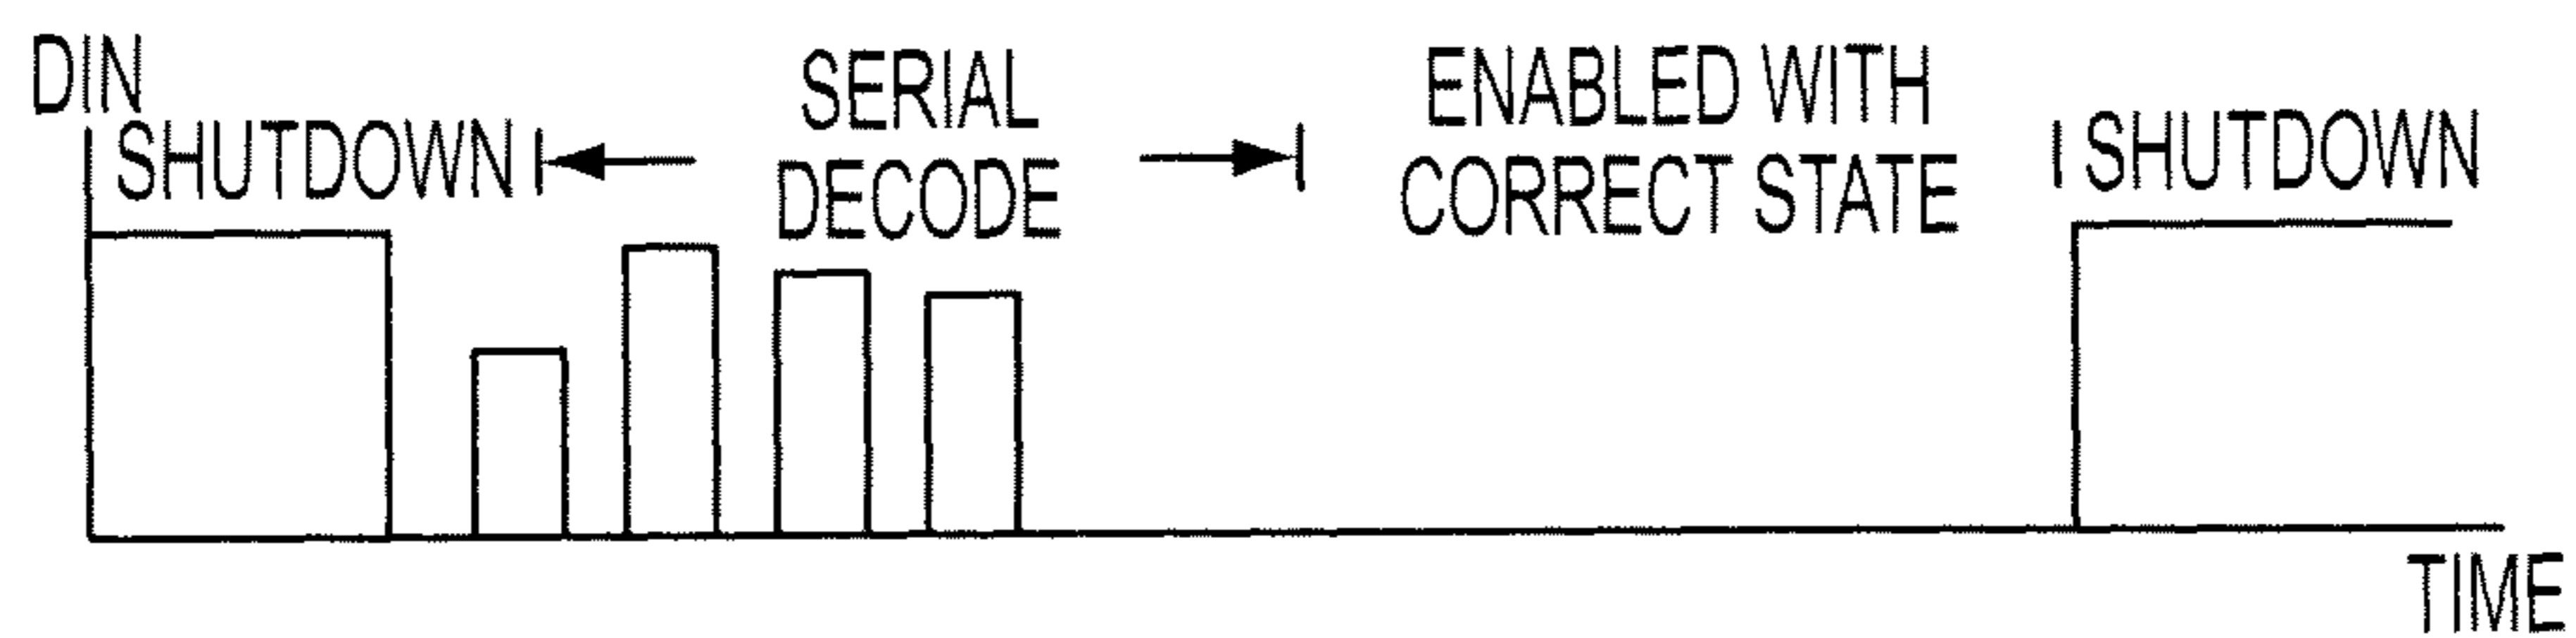 DIN
SHUTDOWN
SERIAL
DECODE
ENABLED WITH
CORRECT STATE
SHUTDOWN
TIME